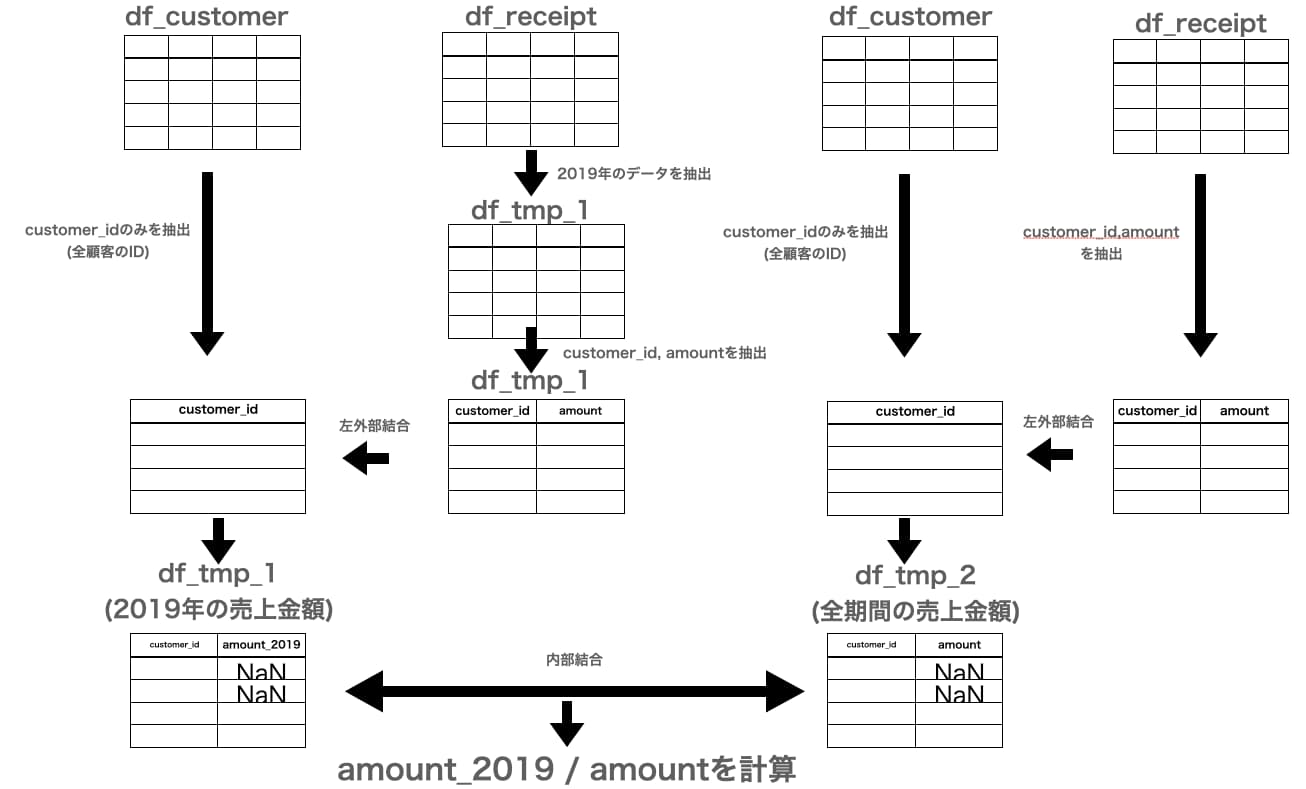 df_customer
df_receipt
df_customer
df_receipt
2019年のデータを抽出
df_tmp_1
customer_idのみを抽出
(全顧客のID)
customer_idのみを抽出
(全顧客のID)
customer_id,amount
を抽出
customer_id, amountを抽出
df_tmp_1
customer_id
左外部結合
customer_id amount
customer_id
左外部結合
customer_id amount
df_tmp_1
(2019年の売上金額)
df_tmp_2
(全期間の売上金額)
customer_id amount_2019
NaN
NaN
内部結合
customer_id amount
NaN
NaN
amount_2019 / amountを計算